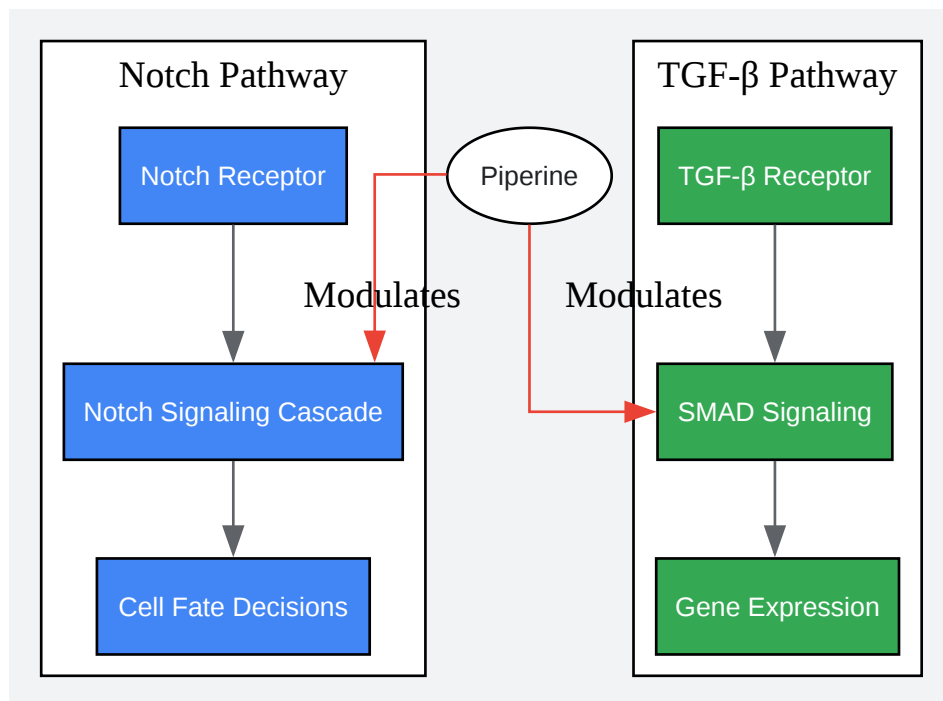 Notch Pathway
TGF-β Pathway
Notch Receptor
Piperine
TGF-β Receptor
Modulates
Modulates
Notch Signaling Cascade
SMAD Signaling
Cell Fate Decisions
Gene Expression